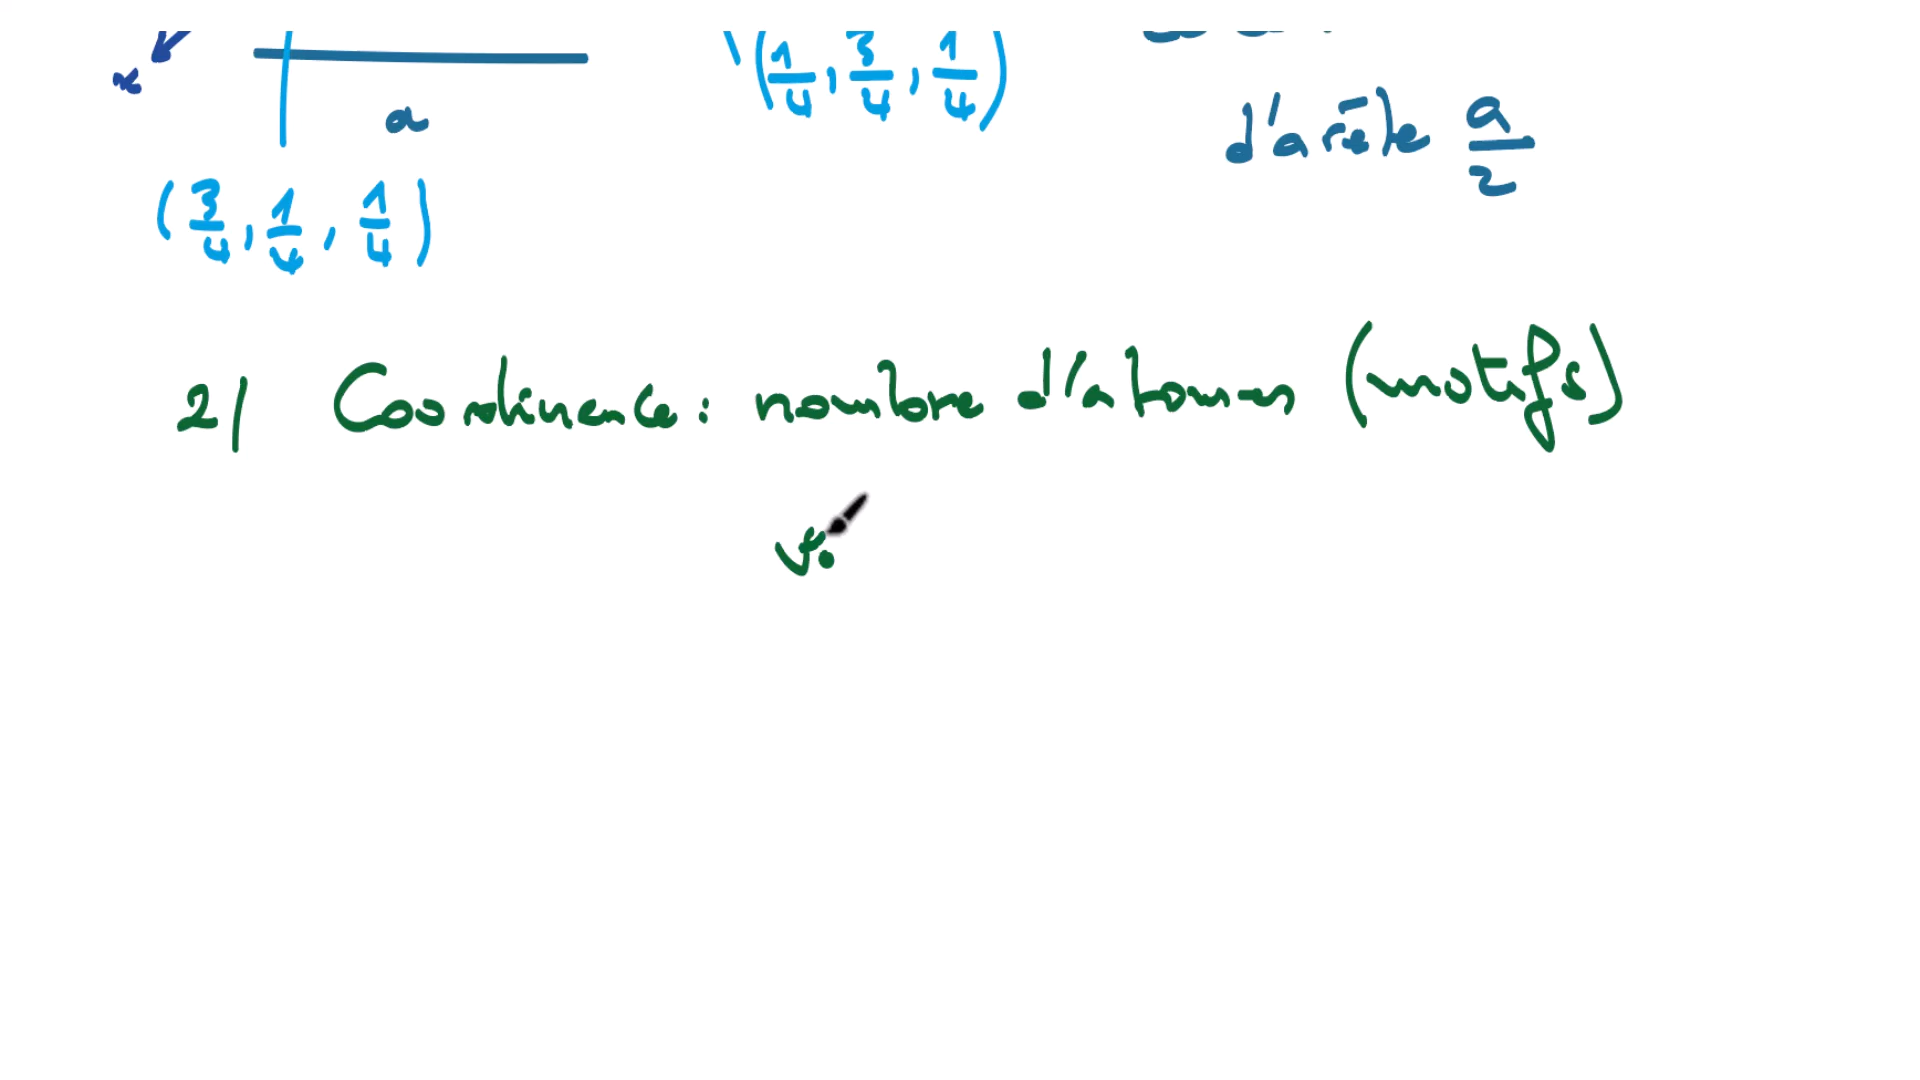 x
a
(3/4, 1/4, 1/4)
(1/4, 3/4, 1/4)
d'arête a/2
2/ Coordinence : nombre d'atomes (motifs)
vo